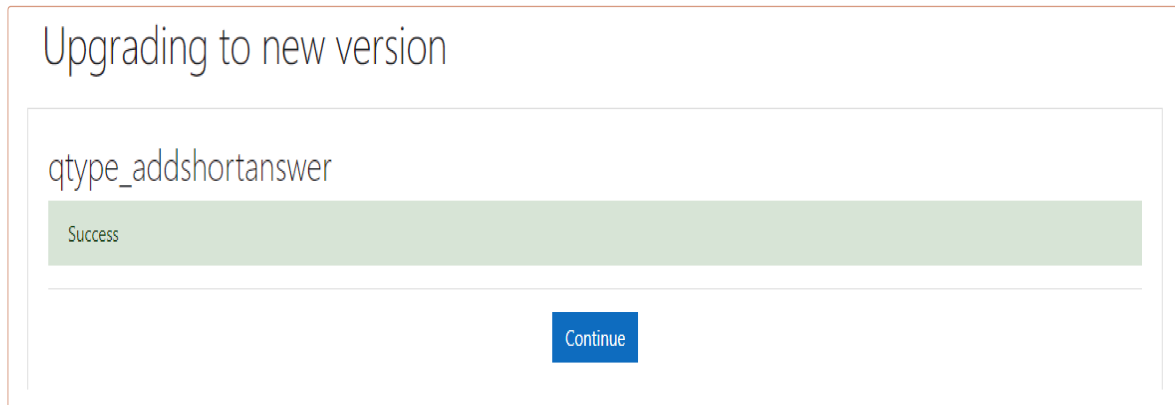 Upgrading to new version
qtype_addshortanswer
Success
Continue